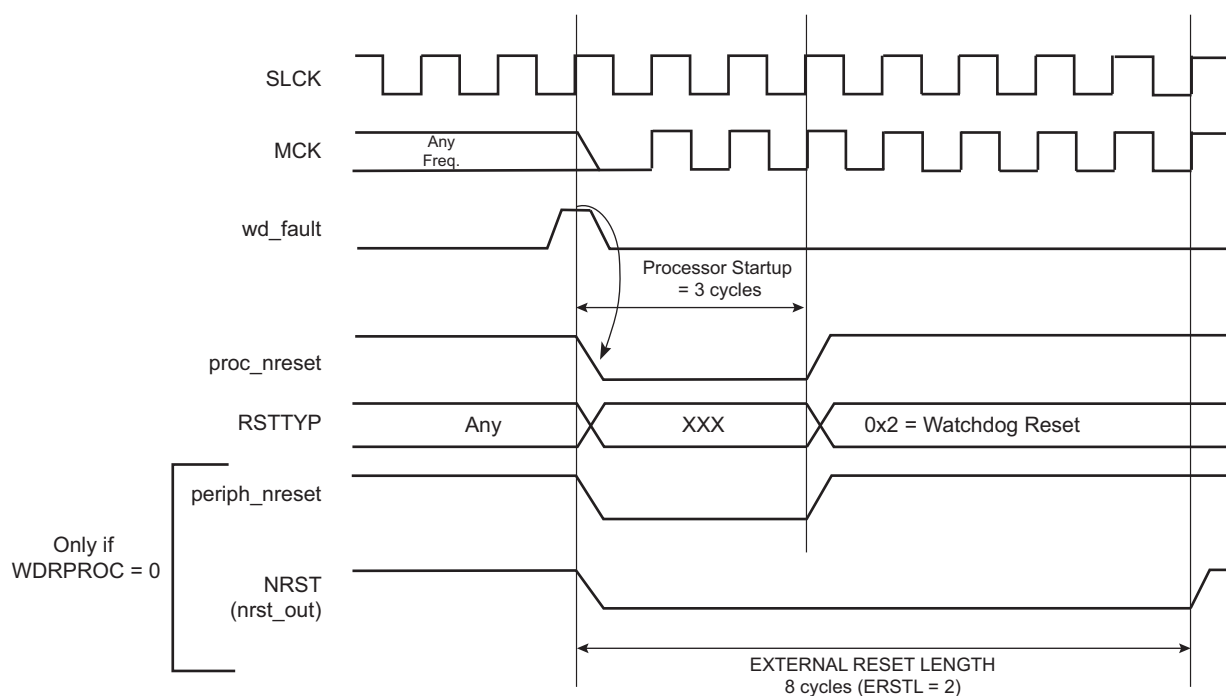 SLCK
MCK
Any
Freq.
wd_fault
Processor Startup
= 3 cycles
proc_nreset
RSTTYP
Any
XXX
0x2 = Watchdog Reset
periph_nreset
Only if
WDRPROC = 0
NRST
(nrst_out)
EXTERNAL RESET LENGTH
8 cycles (ERSTL = 2)